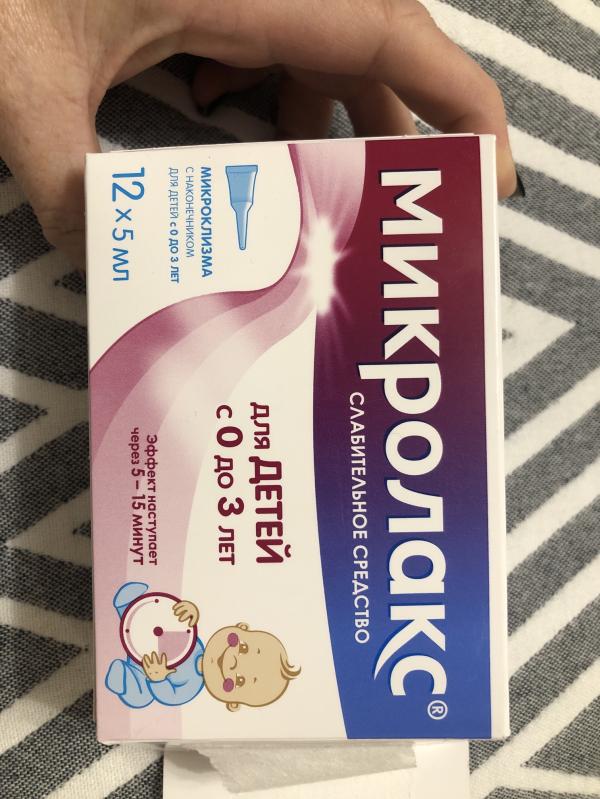 Микролакс®
СЛАБИТЕЛЬНОЕ СРЕДСТВО
для ДЕТЕЙ
с 0 до 3 лет
МИКРОКЛИЗМА
С НАКОНЕЧНИКОМ
ДЛЯ ДЕТЕЙ с 0 ДО 3 ЛЕТ
12 х 5 мл
Эффект наступает
через 5 – 15 минут